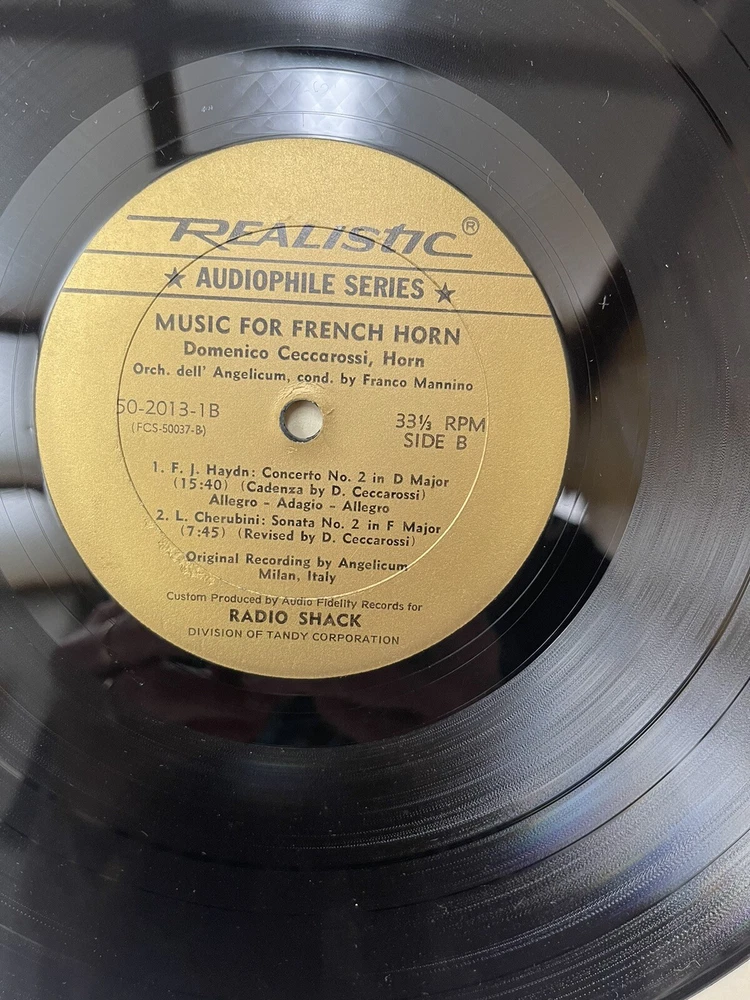 REALISTIC®
★ AUDIOPHILE SERIES ★
MUSIC FOR FRENCH HORN
Domenico Ceccarossi, Horn
Orch. dell' Angelicum, cond. by Franco Mannino
50-2013-1B
(FCS-50037-B)
33⅓ RPM
SIDE B
1. F. J. Haydn: Concerto No. 2 in D Major
(15:40) (Cadenza by D. Ceccarossi)
Allegro - Adagio - Allegro
2. L. Cherubini: Sonata No. 2 in F Major
(7:45) (Revised by D. Ceccarossi)
Original Recording by Angelicum
Milan, Italy
Custom Produced by Audio Fidelity Records for
RADIO SHACK
DIVISION OF TANDY CORPORATION